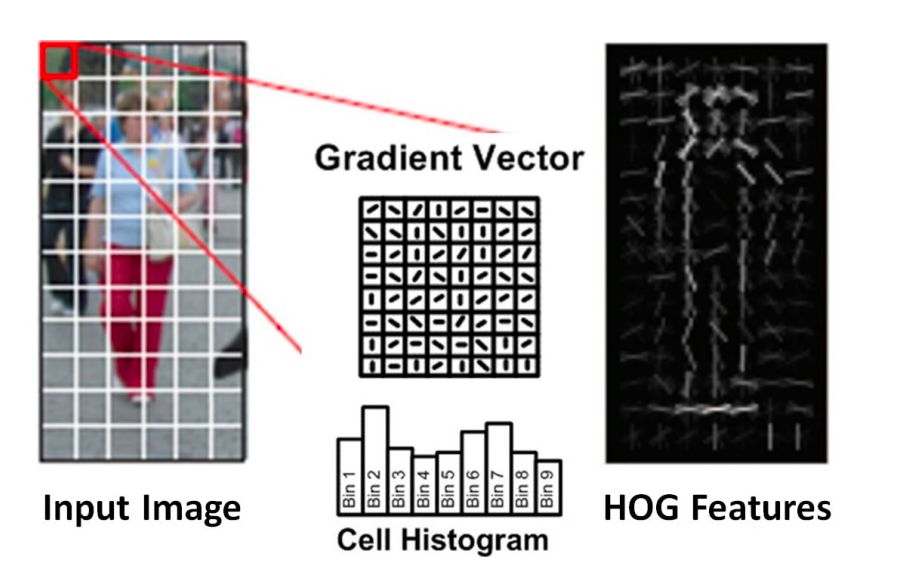 Gradient Vector
Bin 1
Bin 2
Bin 3
Bin 4
Bin 5
Bin 6
Bin 7
Bin 8
Bin 9
Cell Histogram
Input Image
HOG Features